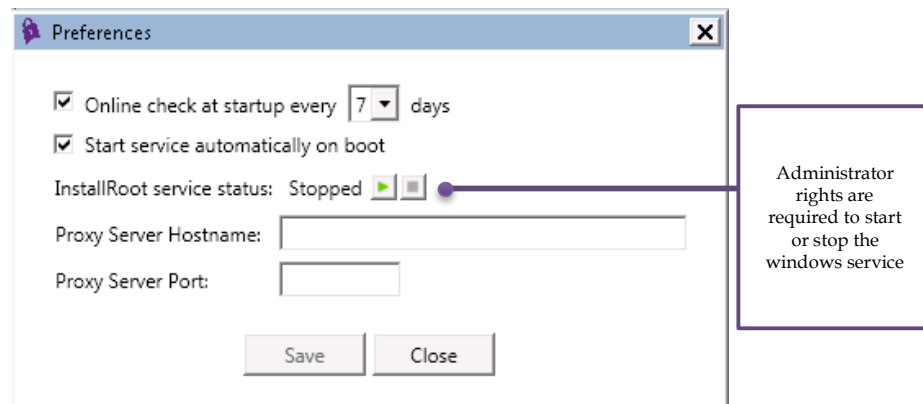 Preferences
Online check at startup every 7 days
Start service automatically on boot
InstallRoot service status: Stopped
Proxy Server Hostname:
Proxy Server Port:
Save Close
Administrator
rights are
required to start
or stop the
windows service